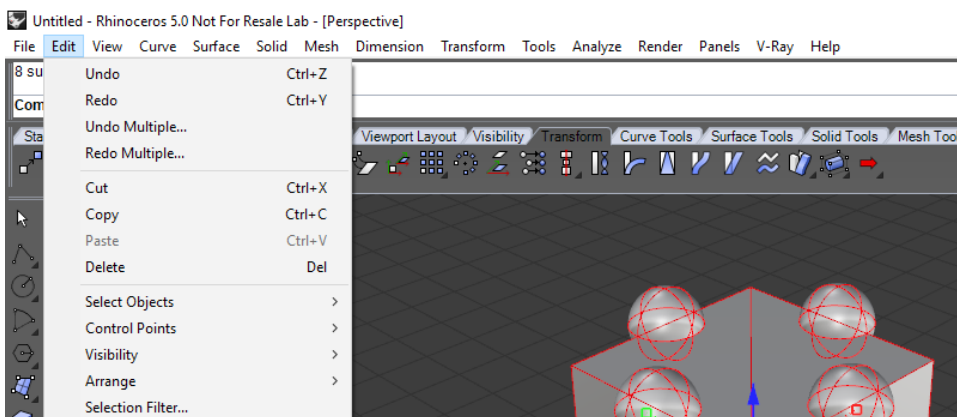 Untitled - Rhinoceros 5.0 Not For Resale Lab - [Perspective]
File Edit View Curve Surface Solid Mesh Dimension Transform Tools Analyze Render Panels V-Ray Help
8 su
Com
Sta Viewport Layout Visibility Transform Curve Tools Surface Tools Solid Tools Mesh Too
Undo Ctrl+Z
Redo Ctrl+Y
Undo Multiple...
Redo Multiple...
Cut Ctrl+X
Copy Ctrl+C
Paste Ctrl+V
Delete Del
Select Objects >
Control Points >
Visibility >
Arrange >
Selection Filter...